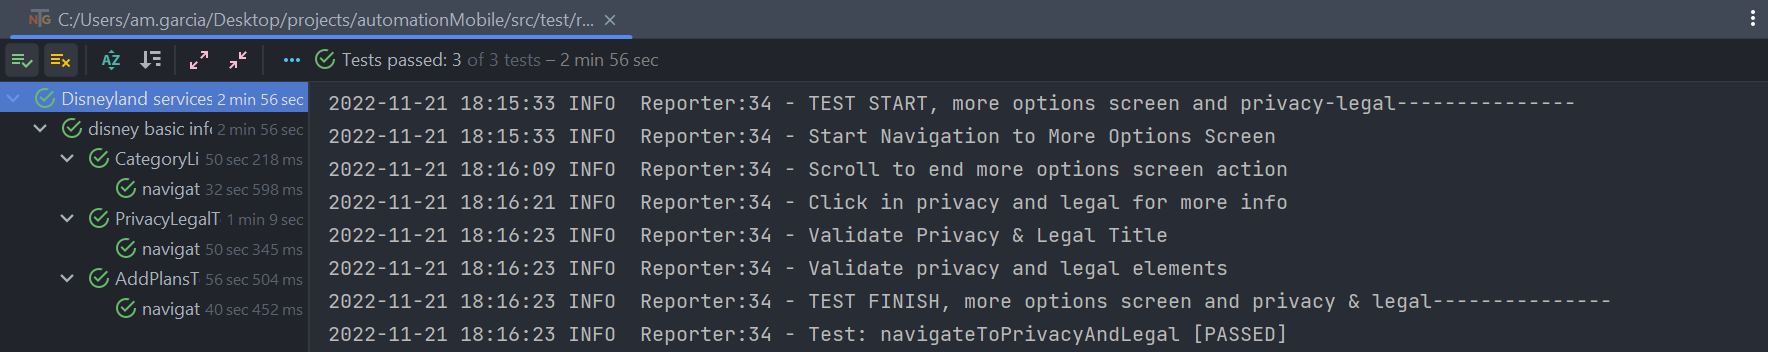 NTG C:/Users/am.garcia/Desktop/projects/automationMobile/src/test/r...
AZ Tests passed: 3 of 3 tests – 2 min 56 sec
Disneyland services 2 min 56 sec
disney basic info 2 min 56 sec
CategoryLi 50 sec 218 ms
navigat 32 sec 598 ms
PrivacyLegalT 1 min 9 sec
navigat 50 sec 345 ms
AddPlansT 56 sec 504 ms
navigat 40 sec 452 ms
2022-11-21 18:15:33 INFO  Reporter:34 - TEST START, more options screen and privacy-legal---------------
2022-11-21 18:15:33 INFO  Reporter:34 - Start Navigation to More Options Screen
2022-11-21 18:16:09 INFO  Reporter:34 - Scroll to end more options screen action
2022-11-21 18:16:21 INFO  Reporter:34 - Click in privacy and legal for more info
2022-11-21 18:16:23 INFO  Reporter:34 - Validate Privacy & Legal Title
2022-11-21 18:16:23 INFO  Reporter:34 - Validate privacy and legal elements
2022-11-21 18:16:23 INFO  Reporter:34 - TEST FINISH, more options screen and privacy & legal---------------
2022-11-21 18:16:23 INFO  Reporter:34 - Test: navigateToPrivacyAndLegal [PASSED]